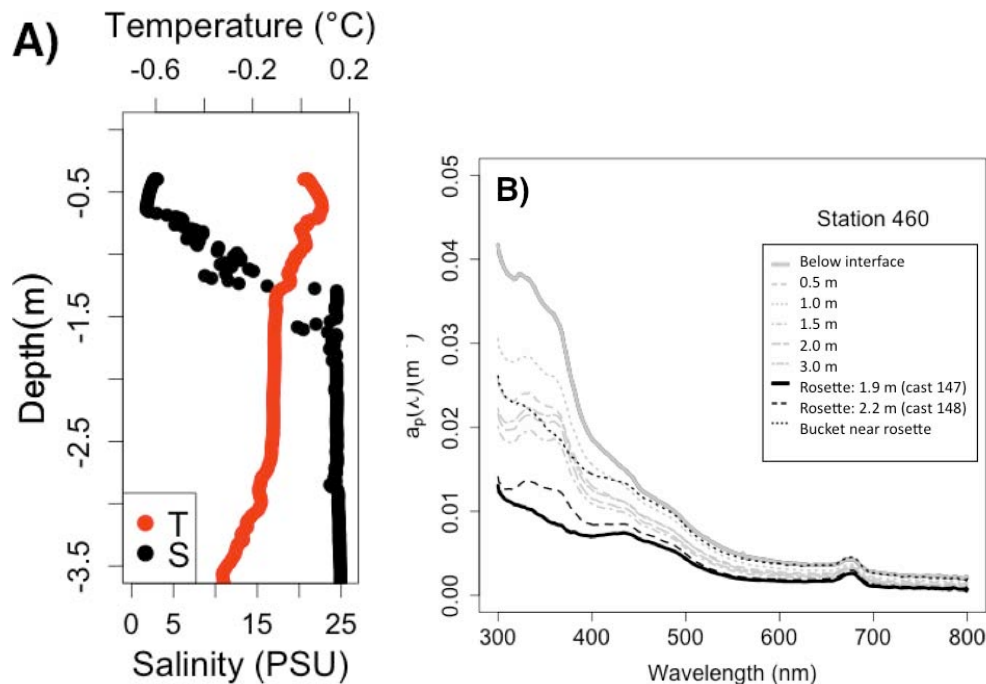 A)
Temperature (°C)
-0.6 -0.2 0.2
Depth(m)
-0.5
-1.5
-2.5
-3.5
T
S
0 5 15 25
Salinity (PSU)
B)
Station 460
Below interface
0.5 m
1.0 m
1.5 m
2.0 m
3.0 m
Rosette: 1.9 m (cast 147)
Rosette: 2.2 m (cast 148)
Bucket near rosette
0.05
0.04
0.03
0.02
0.01
0.00
300 400 500 600 700 800
Wavelength (nm)